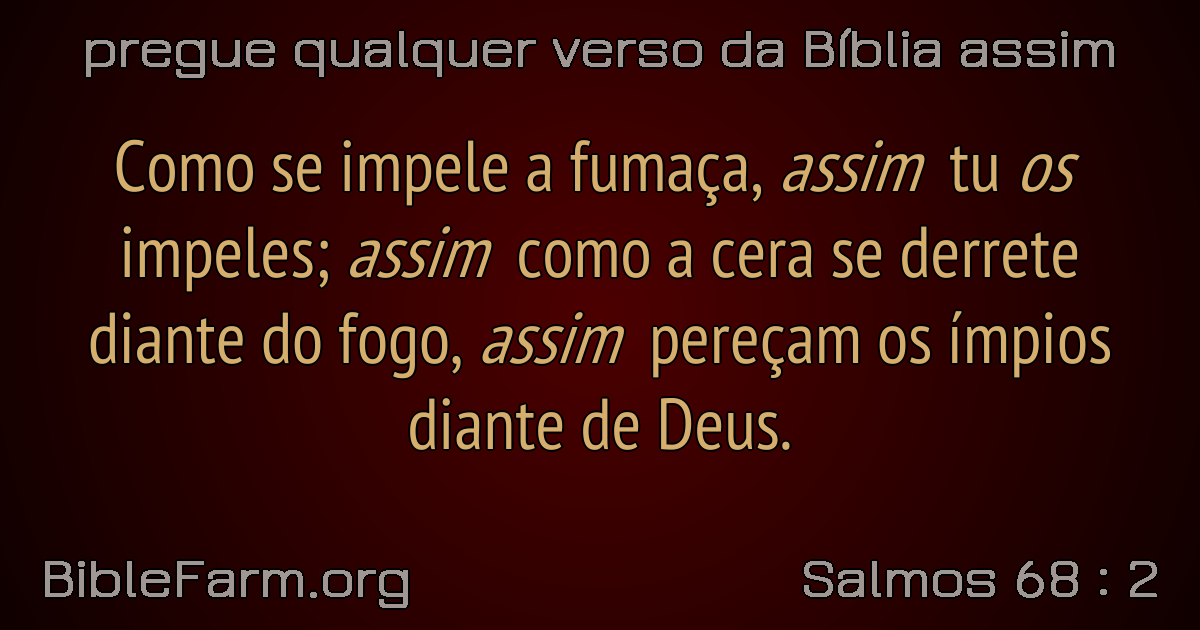 pregue qualquer verso da Bíblia assim
Como se impele a fumaça, assim tu os
impeles; assim como a cera se derrete
diante do fogo, assim pereçam os ímpios
diante de Deus.
BibleFarm.org
Salmos 68 : 2